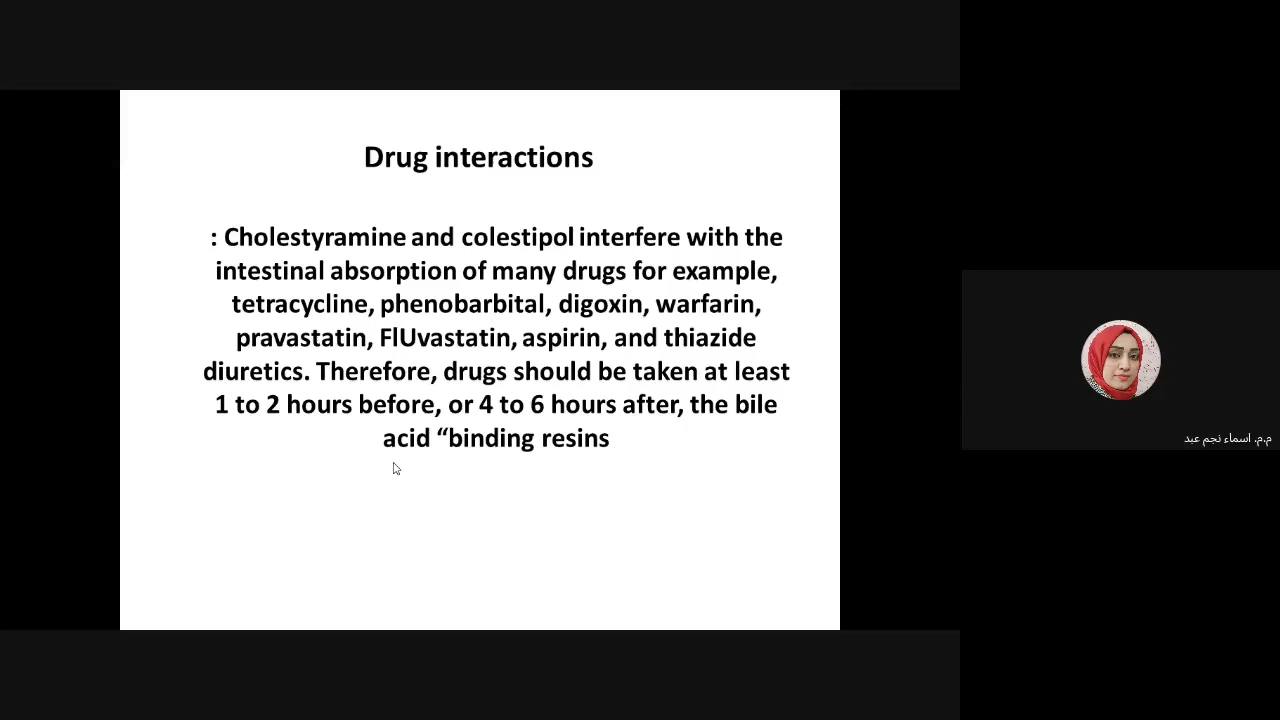 Drug interactions
: Cholestyramine and colestipol interfere with the
intestinal absorption of many drugs for example,
tetracycline, phenobarbital, digoxin, warfarin,
pravastatin, FlUvastatin, aspirin, and thiazide
diuretics. Therefore, drugs should be taken at least
1 to 2 hours before, or 4 to 6 hours after, the bile
acid “binding resins
م.م. اسماء نجم عبد